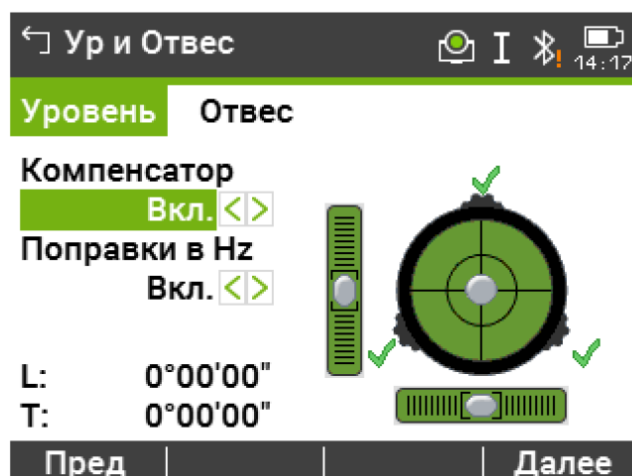 Ур и Отвес
I
14:17
Уровень Отвес
Компенсатор
Вкл.
Поправки в Hz
Вкл.
L: 0°00'00"
T: 0°00'00"
Пред Далее